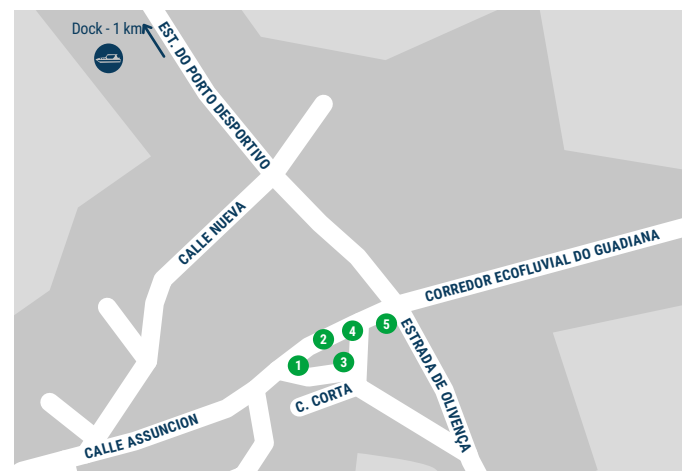 Dock - 1 km
EST. DO PORTO DESPORTIVO
CALLE NUEVA
CORREDOR ECOFLUVIAL DO GUADIANA
2
4
5
1
3
ESTRADA DE OLIVENÇA
C. CORTA
CALLE ASSUNCION